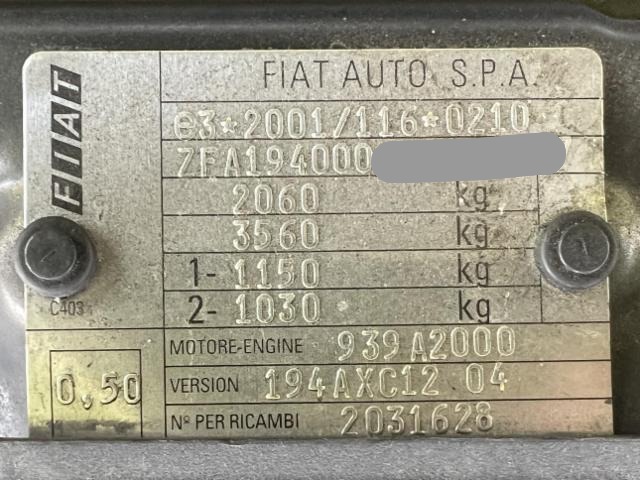 FIAT AUTO S.P.A.
FIAT
e3*2001/116*0210
ZFA194000
2060 kg
3560 kg
1- 1150 kg
2- 1030 kg
C403
MOTORE-ENGINE 939A2000
0,50
VERSION 194AXC12 04
Nº PER RICAMBI 2031628